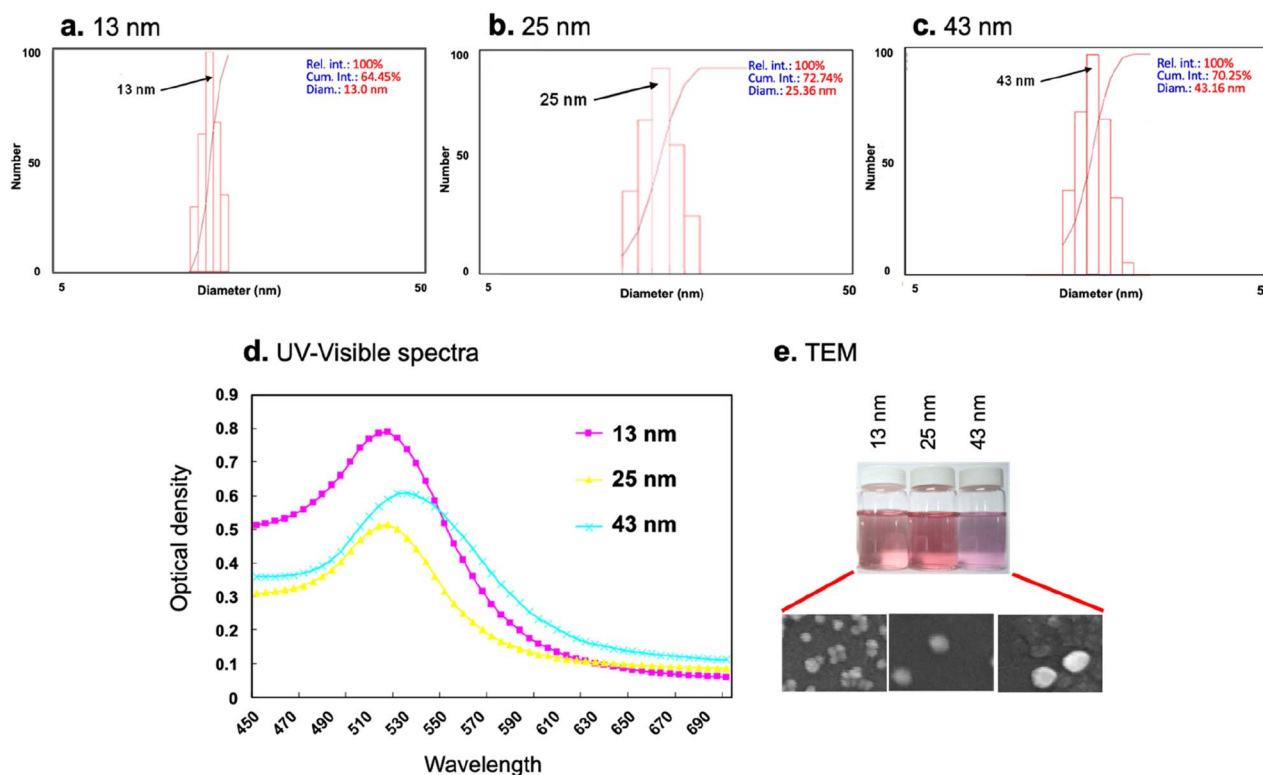 a. 13 nm
100
50
0
Number
13 nm
Rel. int.: 100%
Cum. Int.: 64.45%
Diam.: 13.0 nm
5
Diameter (nm)
50
b. 25 nm
100
50
0
Number
25 nm
Rel. int.: 100%
Cum. Int.: 72.74%
Diam.: 25.36 nm
5
Diameter (nm)
50
c. 43 nm
100
50
0
Number
43 nm
Rel. int.: 100%
Cum. Int.: 70.25%
Diam.: 43.16 nm
5
Diameter (nm)
5
d. UV-Visible spectra
Optical density
0.9
0.8
0.7
0.6
0.5
0.4
0.3
0.2
0.1
0
13 nm
25 nm
43 nm
450
470
490
510
530
550
570
590
610
630
650
670
690
Wavelength
e. TEM
13 nm
25 nm
43 nm